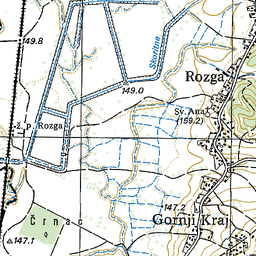 149.8
Rozga
149.0
Sv. Ana
(159.2)
ž. p. Rozga
147.2
Gornji Kraj
Črnac
147.1